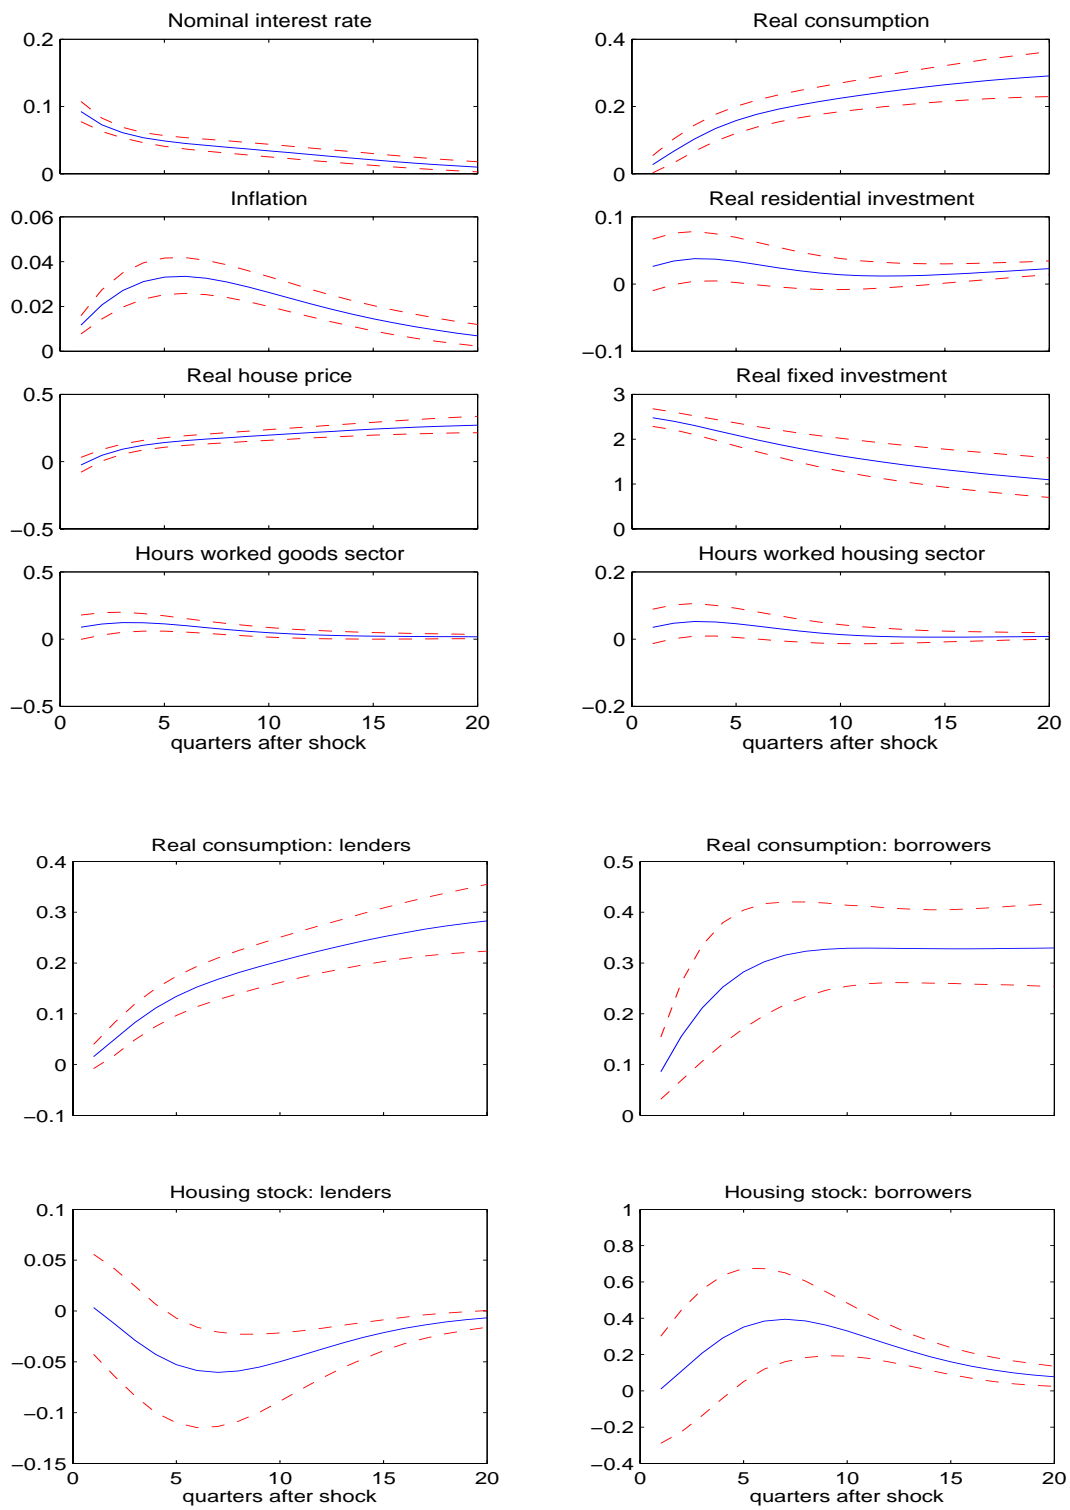 Nominal interest rate
0.2
0.1
0
Real consumption
0.4
0.2
0
Inflation
0.06
0.04
0.02
0
Real residential investment
0.1
0
−0.1
Real house price
0.5
0
−0.5
Real fixed investment
3
2
1
0
Hours worked goods sector
0.5
0
−0.5
0 5 10 15 20
quarters after shock
Hours worked housing sector
0.2
0
−0.2
0 5 10 15 20
quarters after shock
Real consumption: lenders
0.4
0.3
0.2
0.1
0
−0.1
Real consumption: borrowers
0.5
0.4
0.3
0.2
0.1
0
Housing stock: lenders
0.1
0.05
0
−0.05
−0.1
−0.15
0 5 10 15 20
quarters after shock
Housing stock: borrowers
1
0.8
0.6
0.4
0.2
0
−0.2
−0.4
0 5 10 15 20
quarters after shock